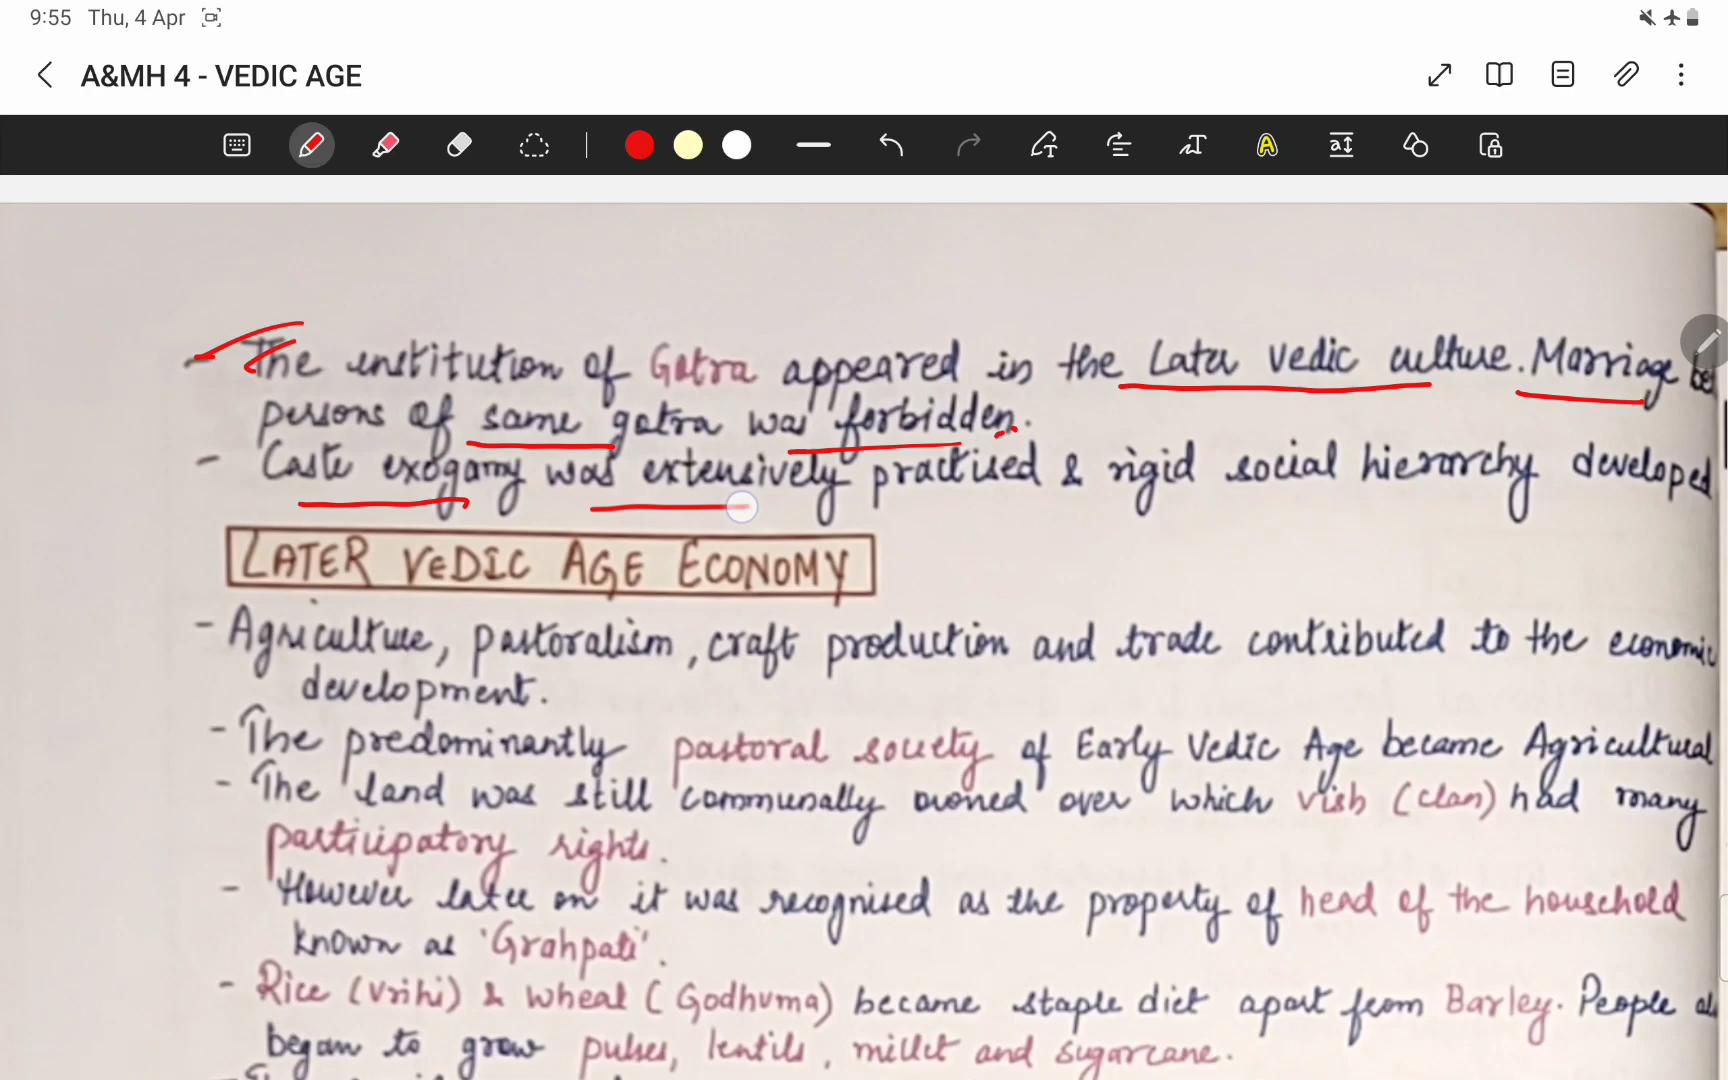 9:55 Thu, 4 Apr
A&MH 4 - VEDIC AGE
- The institution of Gotra appeared in the Later Vedic culture. Marriage bet
persons of same gotra was forbidden.
- Caste exogamy was extensively practised & rigid social hierarchy developed
LATER VEDIC AGE ECONOMY
- Agriculture, pastoralism, craft production and trade contributed to the economic
development.
- The predominantly pastoral society of Early Vedic Age became Agricultural
- The land was still communally owned over which vish (clan) had many
participatory rights.
- However later on it was recognised as the property of head of the household
known as 'Grahpati'.
- Rice (vrihi) & wheat (Godhuma) became staple diet apart from Barley. People al
began to grow pulses, lentils, millet and sugarcane.